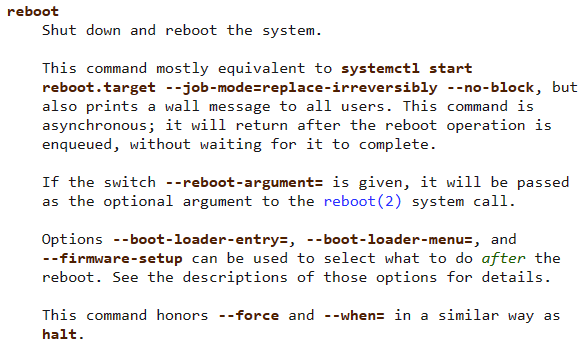 reboot
Shut down and reboot the system.
This command mostly equivalent to systemctl start
reboot.target --job-mode=replace-irreversibly --no-block, but
also prints a wall message to all users. This command is
asynchronous; it will return after the reboot operation is
enqueued, without waiting for it to complete.
If the switch --reboot-argument= is given, it will be passed
as the optional argument to the reboot(2) system call.
Options --boot-loader-entry=, --boot-loader-menu=, and
--firmware-setup can be used to select what to do after the
reboot. See the descriptions of those options for details.
This command honors --force and --when= in a similar way as
halt.